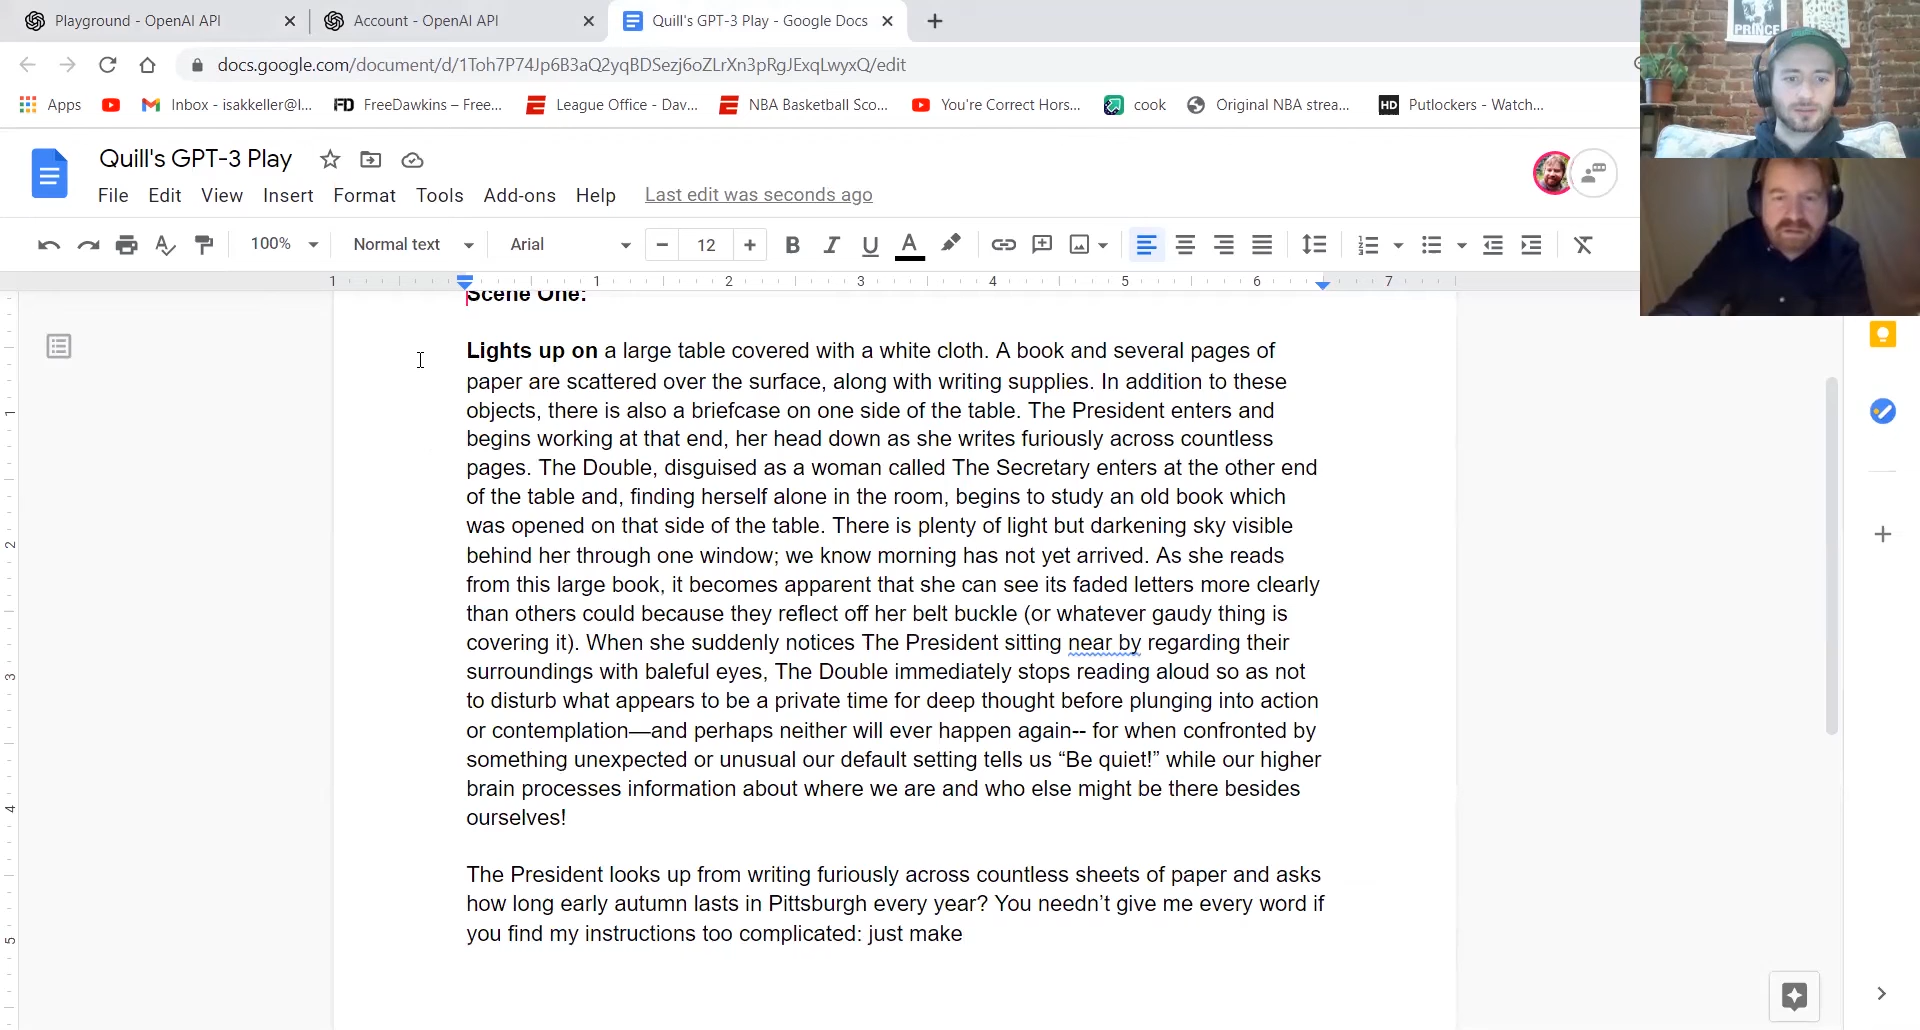 Playground - OpenAI API
Account - OpenAI API
Quill's GPT-3 Play - Google Docs
docs.google.com/document/d/1Toh7P74Jp6B3aQ2yqBDSezj6oZLrXn3pRgJExqLwyxQ/edit
Apps
Inbox - isakkeller@l...
FD FreeDawkins – Free...
League Office - Dav...
NBA Basketball Sco...
You're Correct Hors...
cook
Original NBA strea...
HD Putlockers - Watch...
PRINCE
Quill's GPT-3 Play
File Edit View Insert Format Tools Add-ons Help Last edit was seconds ago
100% Normal text Arial 12 B I U A
1 1 2 3 4 5 6 7
Scene One:
Lights up on a large table covered with a white cloth. A book and several pages of
paper are scattered over the surface, along with writing supplies. In addition to these
objects, there is also a briefcase on one side of the table. The President enters and
begins working at that end, her head down as she writes furiously across countless
pages. The Double, disguised as a woman called The Secretary enters at the other end
of the table and, finding herself alone in the room, begins to study an old book which
was opened on that side of the table. There is plenty of light but darkening sky visible
behind her through one window; we know morning has not yet arrived. As she reads
from this large book, it becomes apparent that she can see its faded letters more clearly
than others could because they reflect off her belt buckle (or whatever gaudy thing is
covering it). When she suddenly notices The President sitting near by regarding their
surroundings with baleful eyes, The Double immediately stops reading aloud so as not
to disturb what appears to be a private time for deep thought before plunging into action
or contemplation—and perhaps neither will ever happen again-- for when confronted by
something unexpected or unusual our default setting tells us “Be quiet!” while our higher
brain processes information about where we are and who else might be there besides
ourselves!
The President looks up from writing furiously across countless sheets of paper and asks
how long early autumn lasts in Pittsburgh every year? You needn’t give me every word if
you find my instructions too complicated: just make
1
2
3
4
5